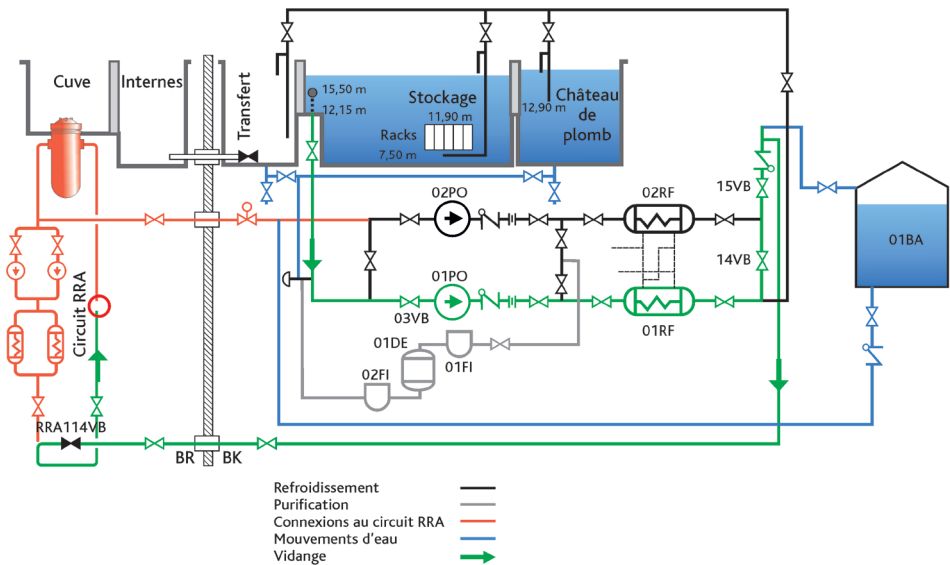 Cuve
Internes
Transfert
15,50 m
12,15 m
Stockage
11,90 m
Racks
7,50 m
12,90 m
Château
de
plomb
02PO
02RF
15VB
01BA
14VB
01PO
03VB
01RF
Circuit RRA
01DE
01FI
02FI
RRA114VB
BR
BK
Refroidissement
Purification
Connexions au circuit RRA
Mouvements d'eau
Vidange